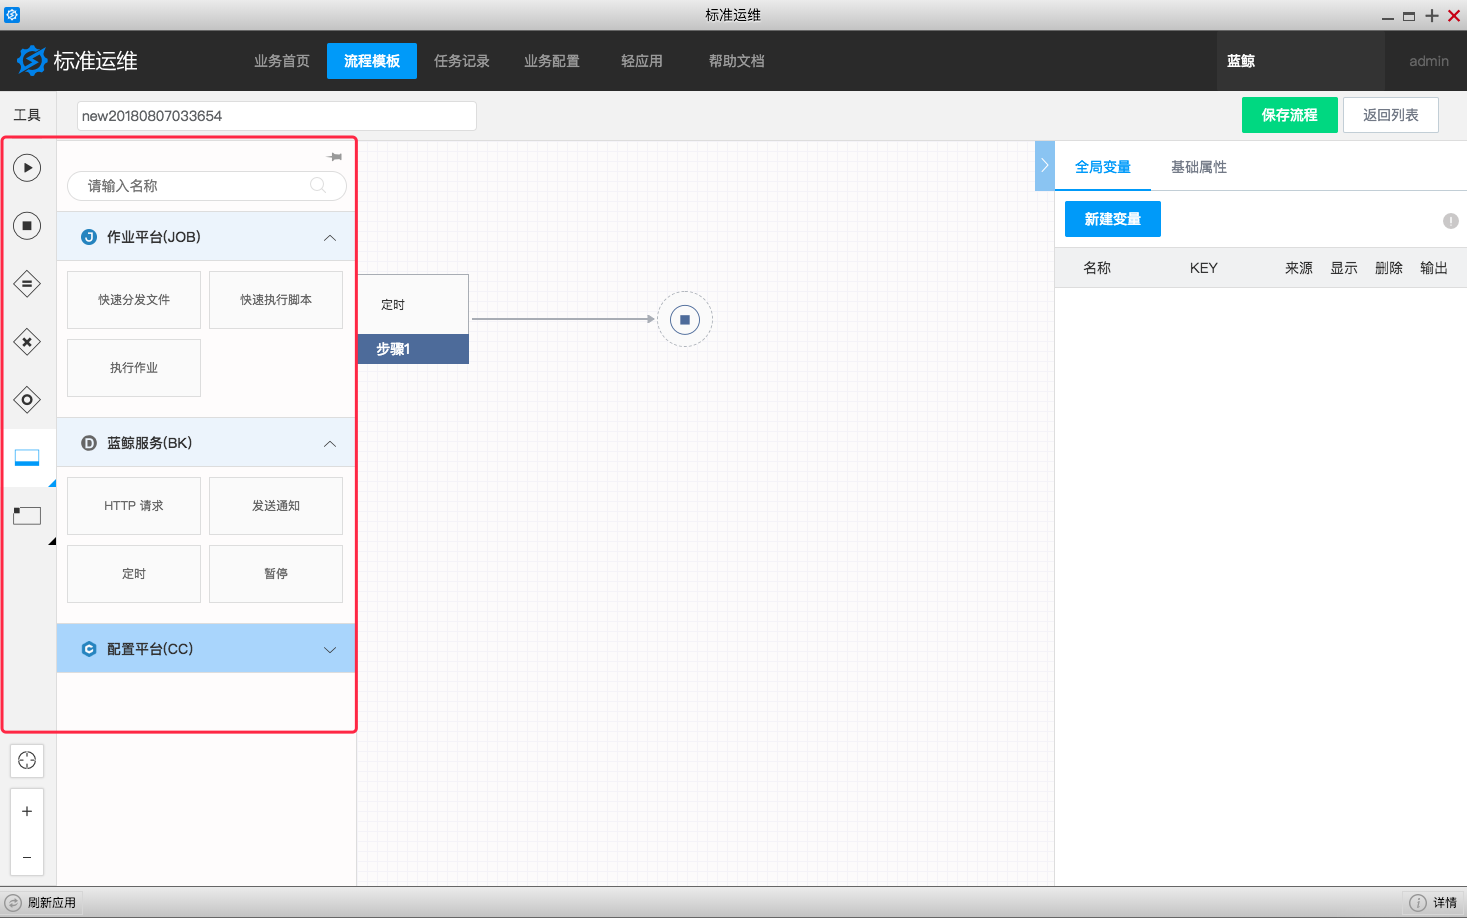 标准运维
标准运维
业务首页
流程模板
任务记录
业务配置
轻应用
帮助文档
蓝鲸
admin
工具
new20180807033654
保存流程
返回列表
请输入名称
作业平台(JOB)
快速分发文件
快速执行脚本
执行作业
蓝鲸服务(BK)
HTTP 请求
发送通知
定时
暂停
配置平台(CC)
定时
步骤1
全局变量
基础属性
新建变量
名称
KEY
来源
显示
删除
输出
刷新应用
详情